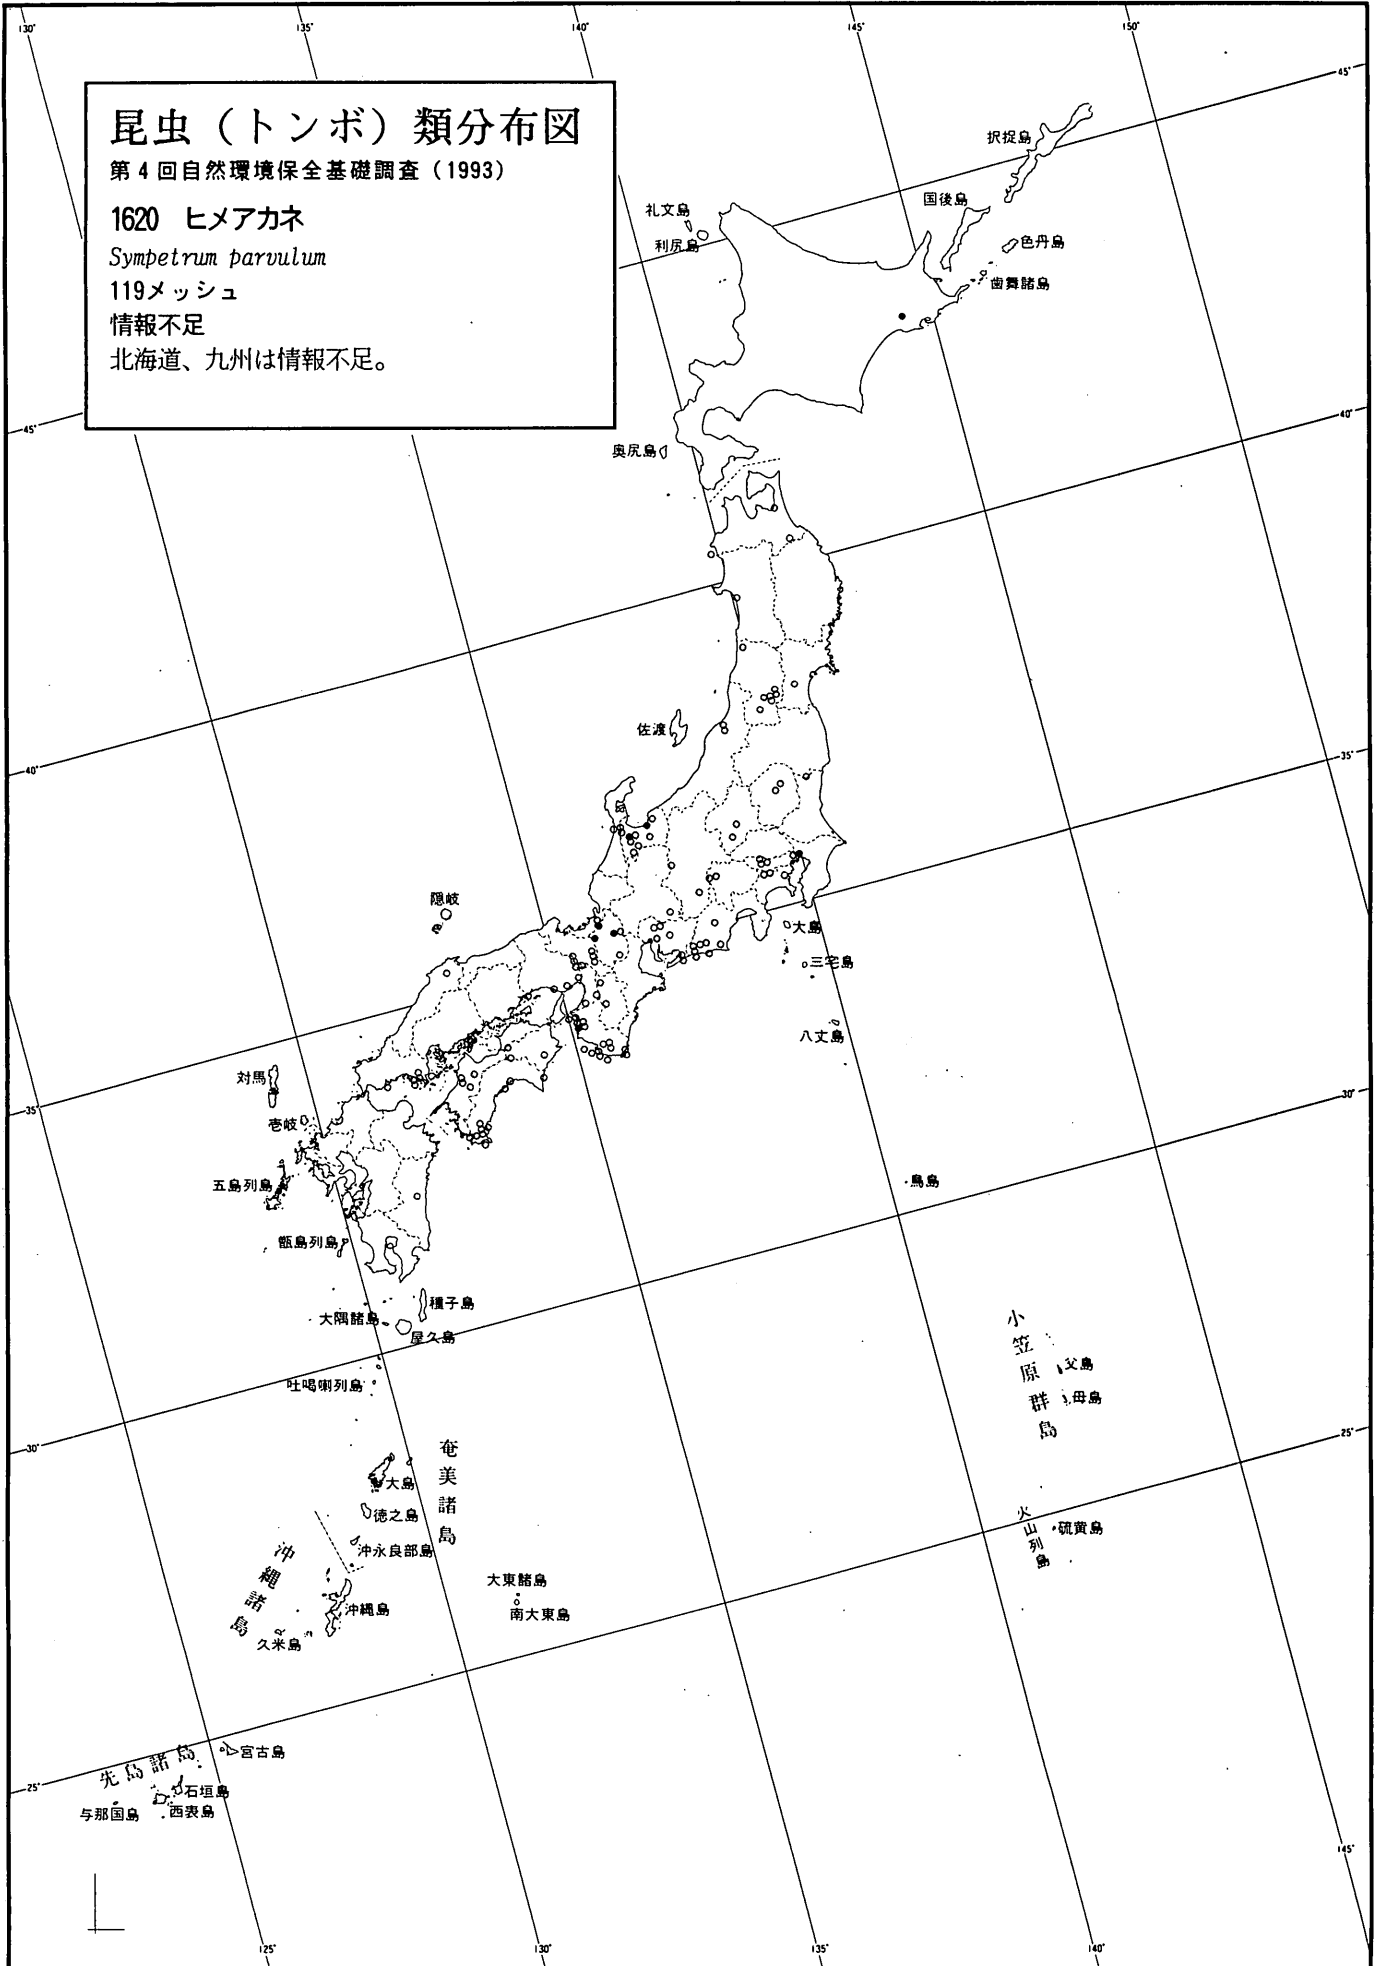 昆虫（トンボ）類分布図
第4回自然環境保全基礎調査（1993）
1620 ヒメアカネ
Sympetrum parvulum
119メッシュ
情報不足
北海道、九州は情報不足。
130°
135°
140°
145°
150°
45°
40°
35°
30°
25°
145°
45°
40°
35°
30°
25°
125°
130°
135°
140°
択捉島
国後島
色丹島
歯舞諸島
礼文島
利尻島
奥尻島
佐渡
隠岐
大島
三宅島
八丈島
対馬
壱岐
五島列島
甑島列島
鳥島
種子島
大隅諸島
屋久島
吐喝喇列島
小笠原群島
父島
母島
奄美諸島
大島
徳之島
沖永良部島
火山列島
硫黄島
沖縄諸島
沖縄島
久米島
大東諸島
南大東島
先島諸島
宮古島
石垣島
西表島
与那国島